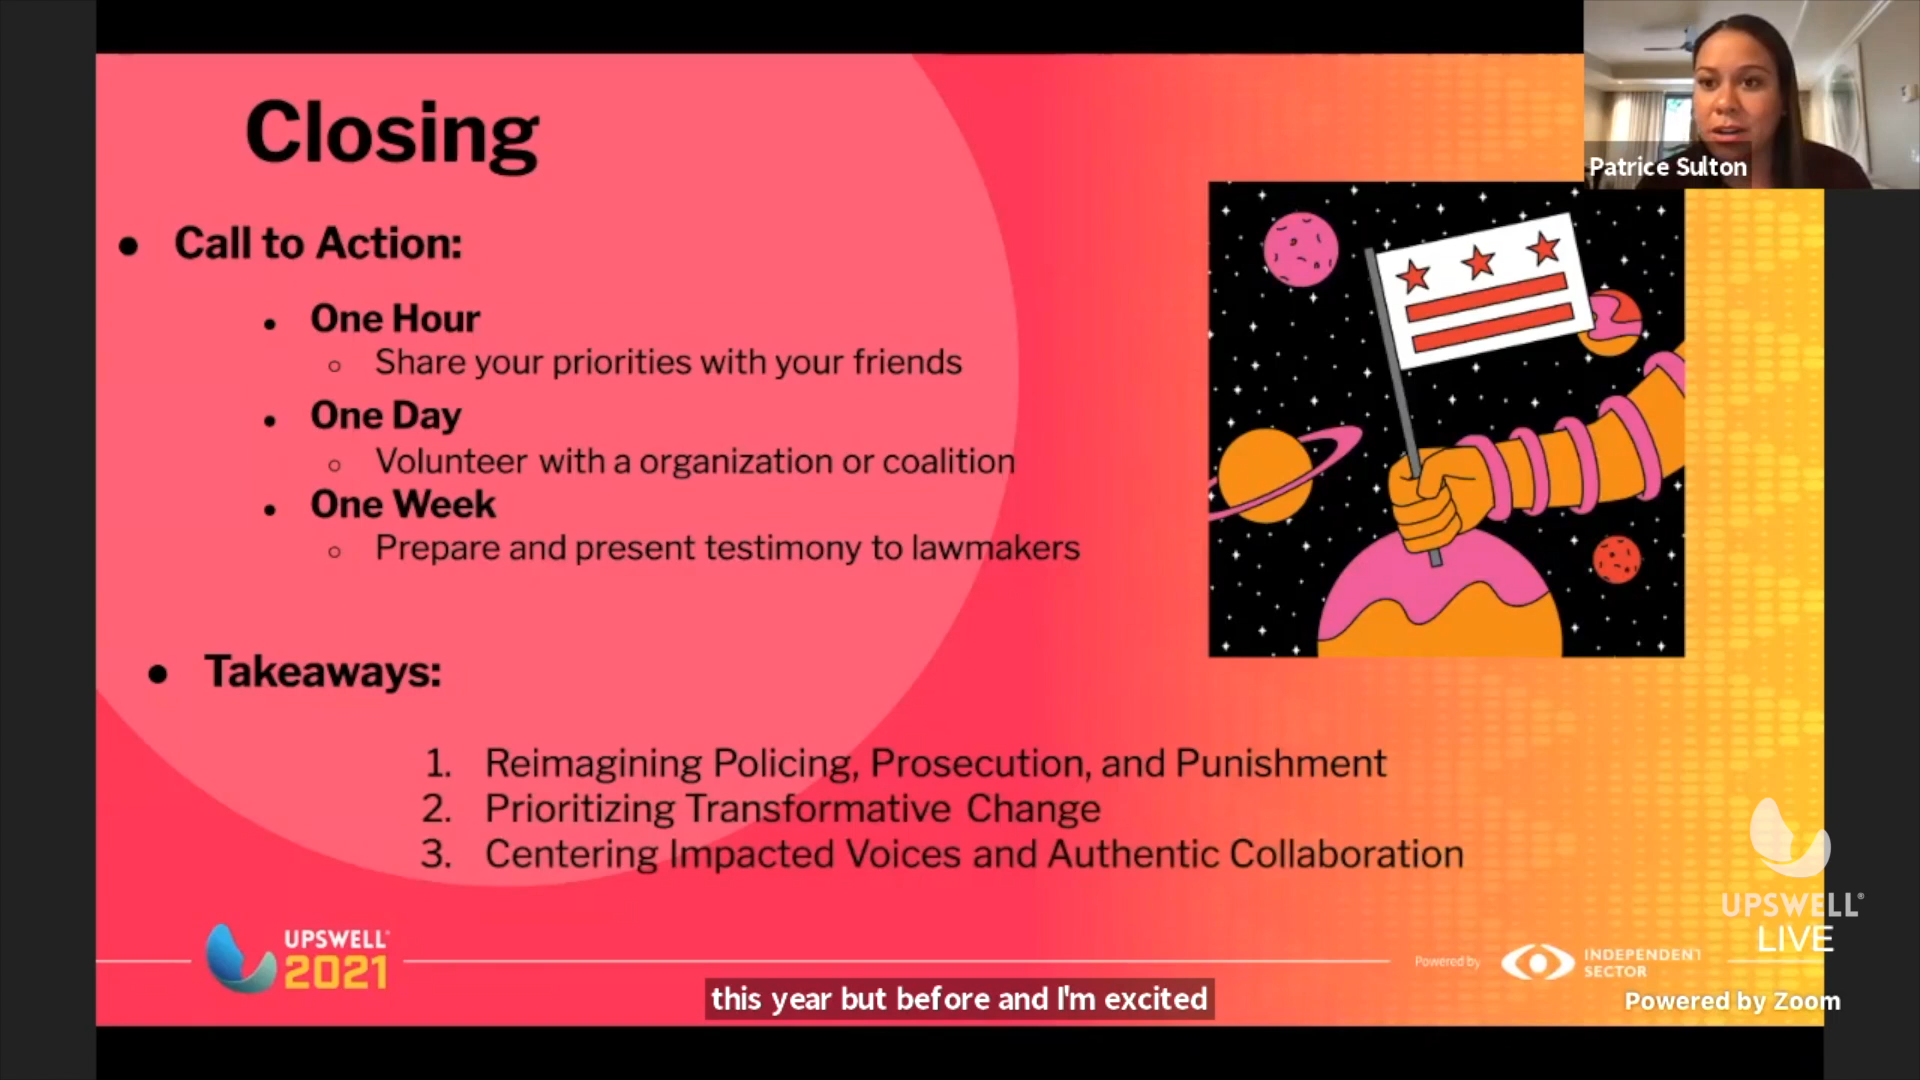 Closing
Patrice Sulton
● Call to Action:
● One Hour
○ Share your priorities with your friends
● One Day
○ Volunteer with a organization or coalition
● One Week
○ Prepare and present testimony to lawmakers
● Takeaways:
1. Reimagining Policing, Prosecution, and Punishment
2. Prioritizing Transformative Change
3. Centering Impacted Voices and Authentic Collaboration
UPSWELL®
LIVE
UPSWELL
2021
Powered by
INDEPENDENT
SECTOR
this year but before and I'm excited
Powered by Zoom